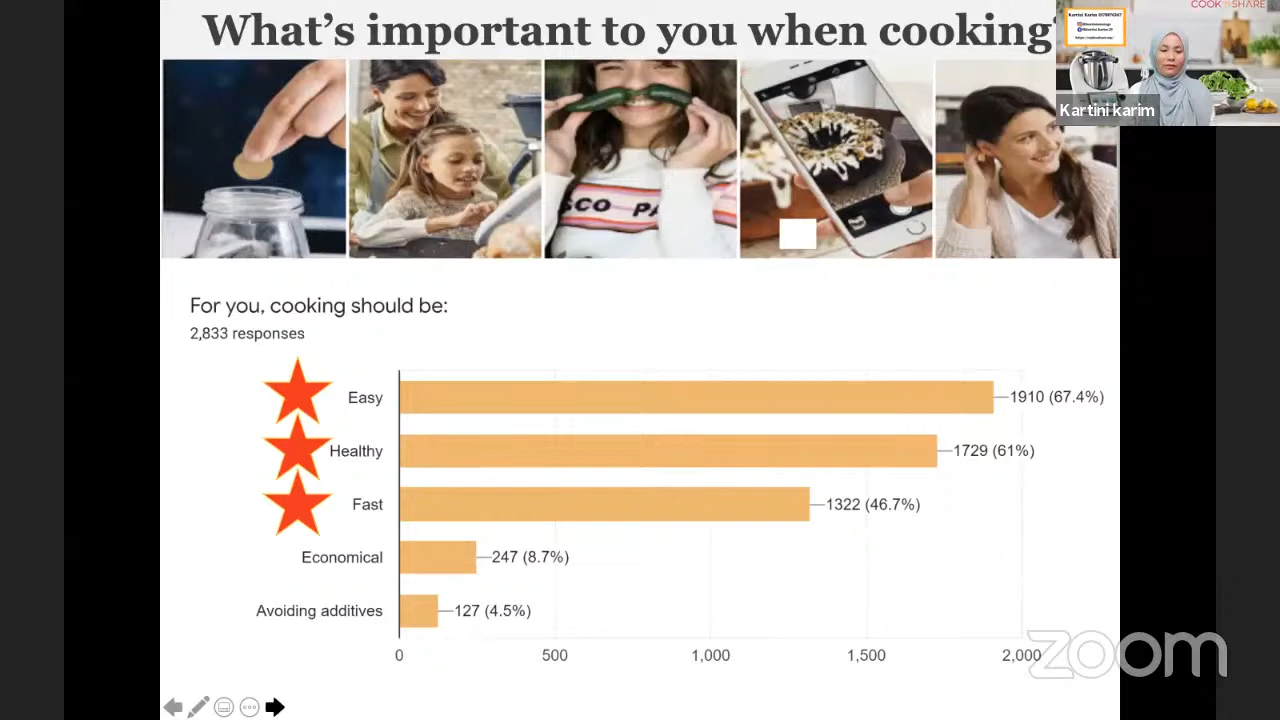 What's important to you when cooking?
COOK n SHARE
Kartini karim
SCO PA
For you, cooking should be:
2,833 responses
Easy
1910 (67.4%)
Healthy
1729 (61%)
Fast
1322 (46.7%)
Economical
247 (8.7%)
Avoiding additives
127 (4.5%)
0
500
1,000
1,500
2,000
zoom